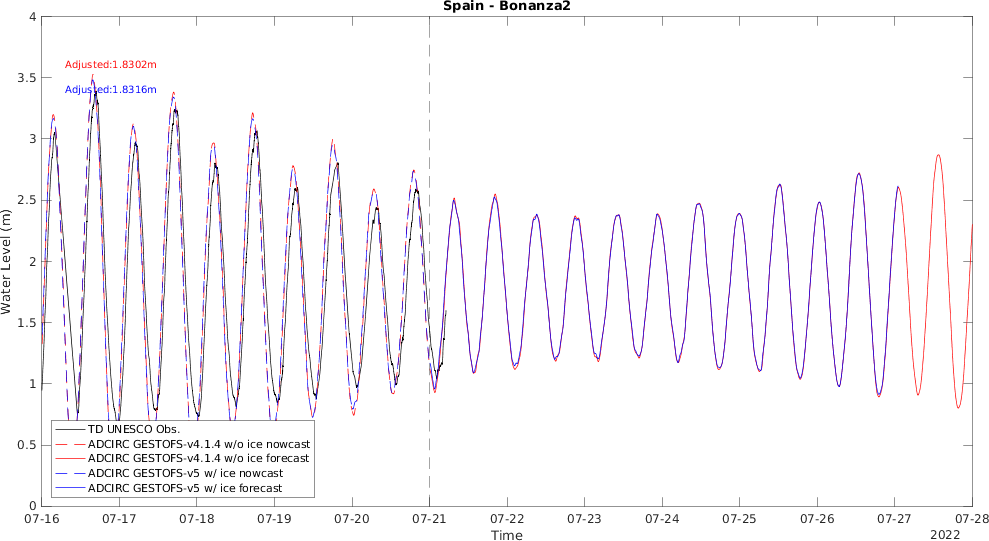 Spain - Bonanza2
Adjusted:1.8302m
Adjusted:1.8316m
Water Level (m)
4
3.5
3
2.5
2
1.5
1
0.5
0
TD UNESCO Obs.
ADCIRC GESTOFS-v4.1.4 w/o ice nowcast
ADCIRC GESTOFS-v4.1.4 w/o ice forecast
ADCIRC GESTOFS-v5 w/ ice nowcast
ADCIRC GESTOFS-v5 w/ ice forecast
07-16 07-17 07-18 07-19 07-20 07-21 07-22 07-23 07-24 07-25 07-26 07-27 07-28
Time
2022